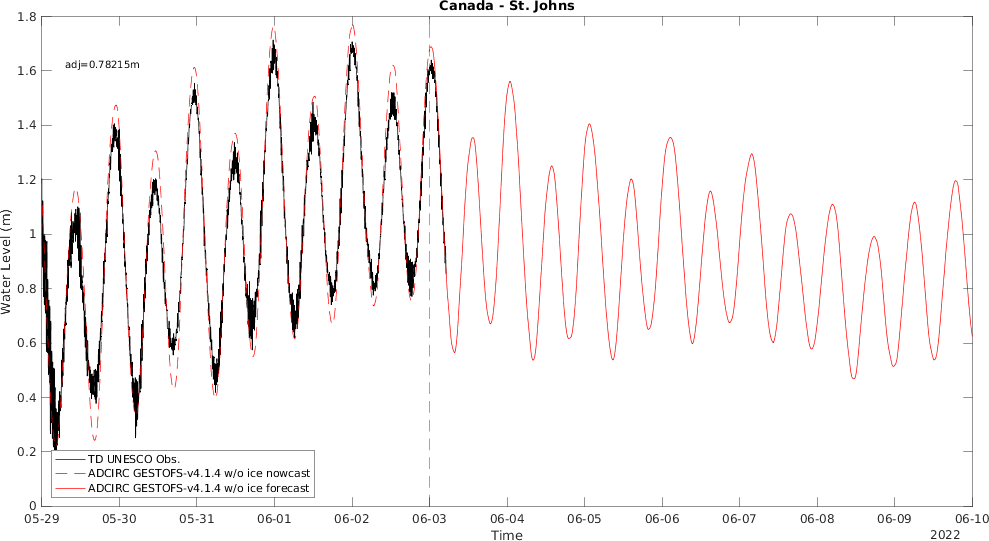 Canada - St. Johns
1.8
1.6
1.4
1.2
1
0.8
0.6
0.4
0.2
0
Water Level (m)
adj=0.78215m
TD UNESCO Obs.
ADCIRC GESTOFS-v4.1.4 w/o ice nowcast
ADCIRC GESTOFS-v4.1.4 w/o ice forecast
05-29 05-30 05-31 06-01 06-02 06-03 06-04 06-05 06-06 06-07 06-08 06-09 06-10
Time
2022